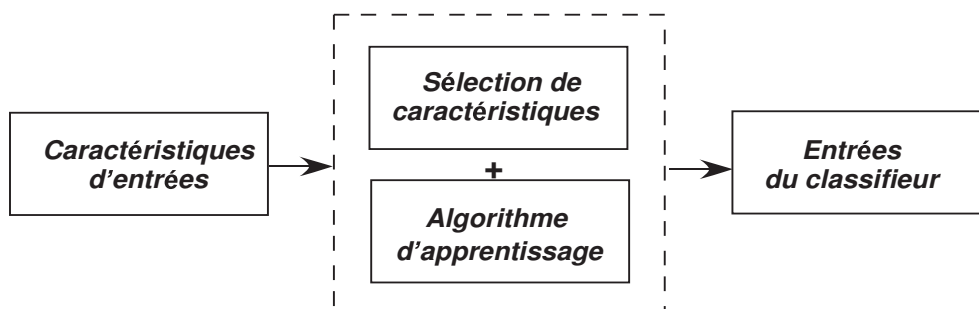 Caractéristiques
d'entrées
Sélection de
caractéristiques
+
Algorithme
d'apprentissage
Entrées
du classifieur